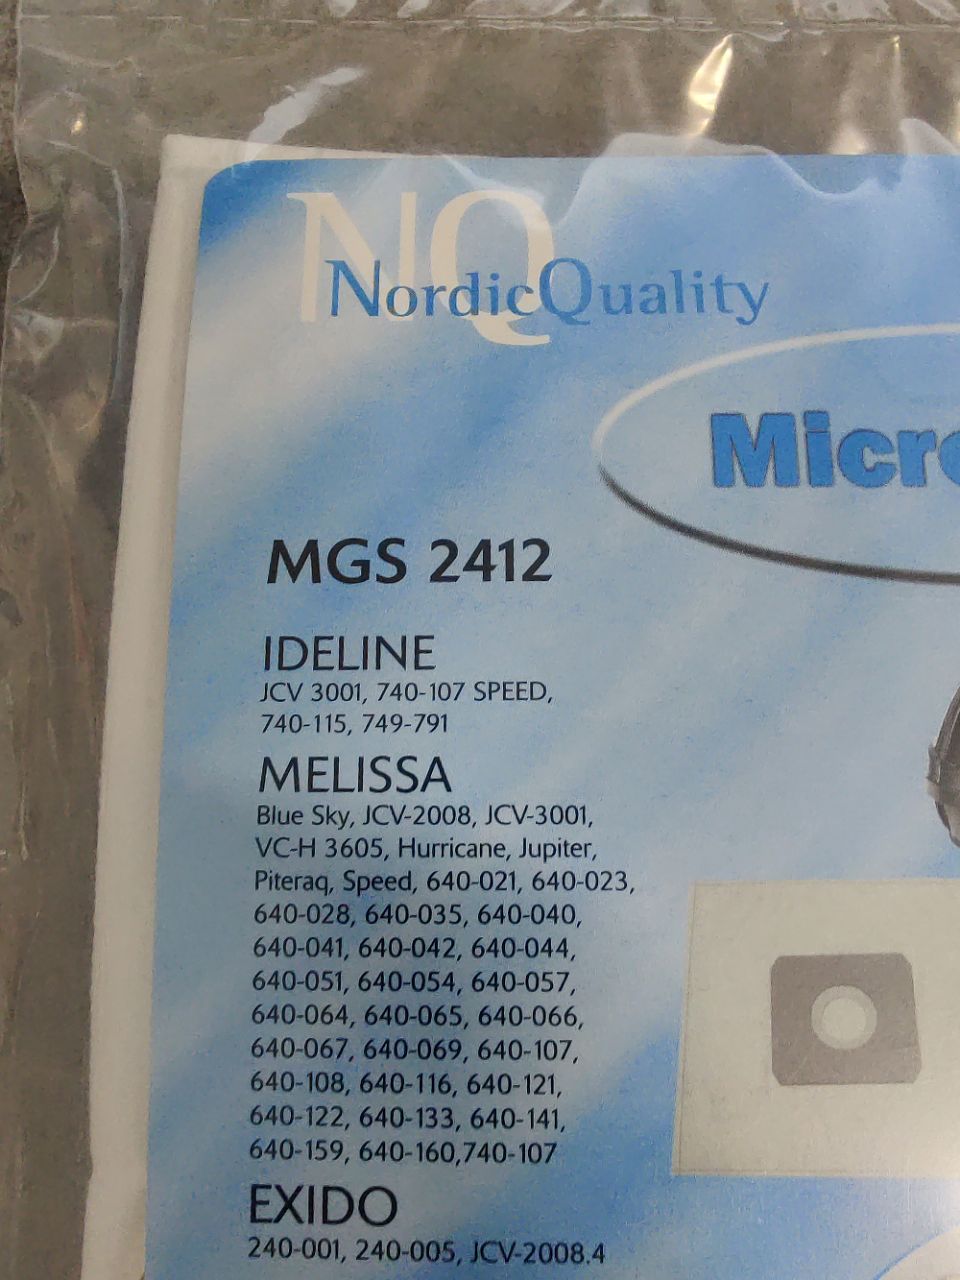 NQ
NordicQuality
Micro
MGS 2412
IDELINE
JCV 3001, 740-107 SPEED,
740-115, 749-791
MELISSA
Blue Sky, JCV-2008, JCV-3001,
VC-H 3605, Hurricane, Jupiter,
Piteraq, Speed, 640-021, 640-023,
640-028, 640-035, 640-040,
640-041, 640-042, 640-044,
640-051, 640-054, 640-057,
640-064, 640-065, 640-066,
640-067, 640-069, 640-107,
640-108, 640-116, 640-121,
640-122, 640-133, 640-141,
640-159, 640-160,740-107
EXIDO
240-001, 240-005, JCV-2008.4